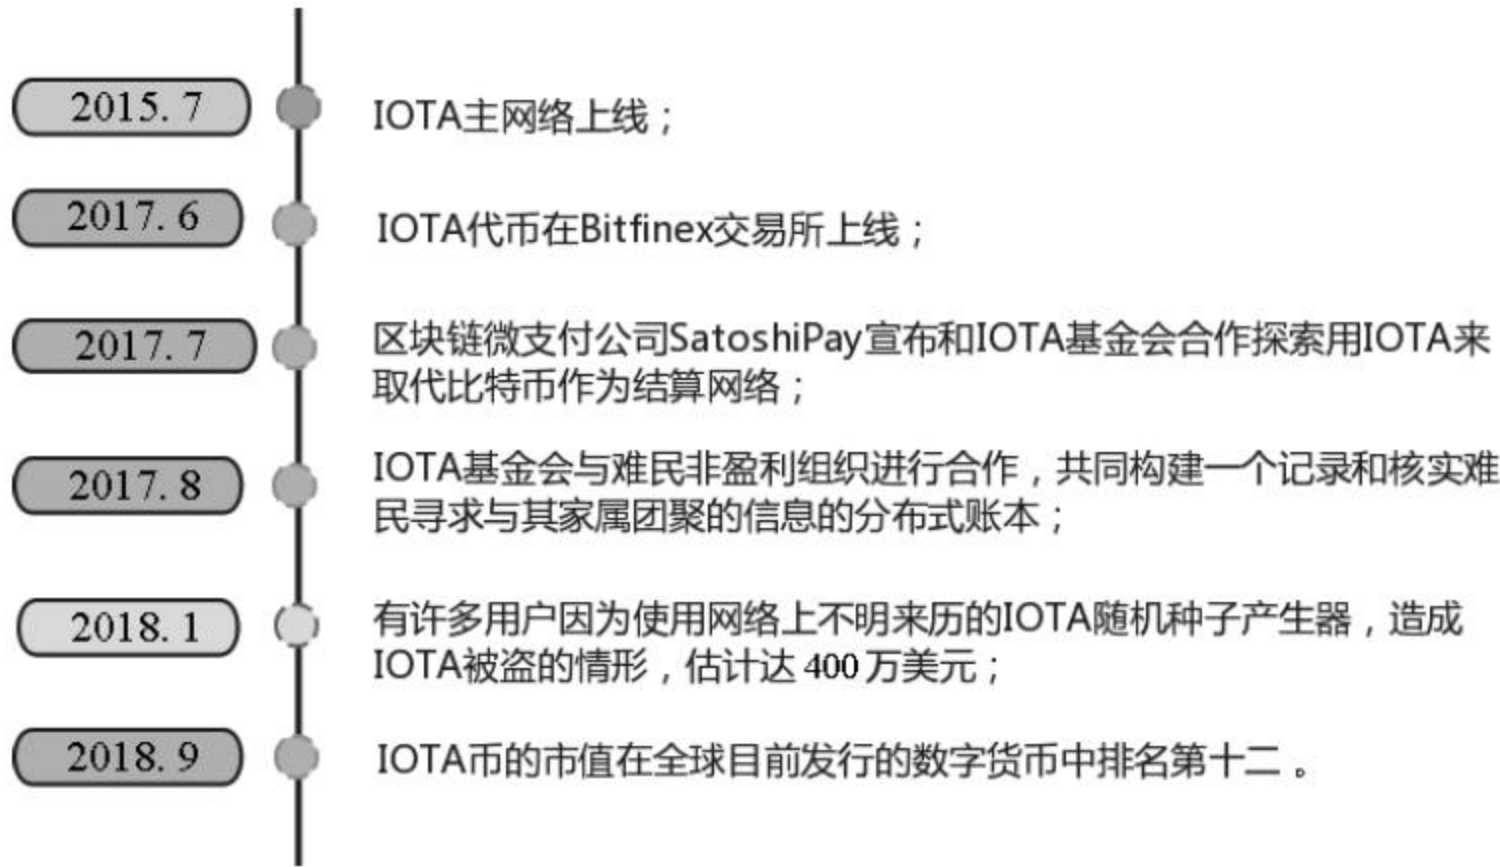 2015. 7
IOTA主网络上线；
2017. 6
IOTA代币在Bitfinex交易所上线；
2017. 7
区块链微支付公司SatoshiPay宣布和IOTA基金会合作探索用IOTA来
取代比特币作为结算网络；
2017. 8
IOTA基金会与难民非盈利组织进行合作，共同构建一个记录和核实难
民寻求与其家属团聚的信息的分布式账本；
2018. 1
有许多用户因为使用网络上不明来历的IOTA随机种子产生器，造成
IOTA被盗的情形，估计达 400 万美元；
2018. 9
IOTA币的市值在全球目前发行的数字货币中排名第十二。